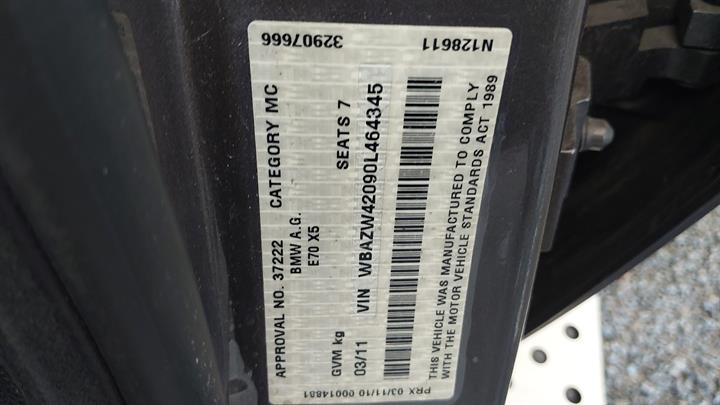 32907666 N128611
APPROVAL NO. 37222 CATEGORY MC
BMW A.G.
E70 X5 SEATS 7
GVM kg
03/11 VIN WBAZW42090L464345
THIS VEHICLE WAS MANUFACTURED TO COMPLY
WITH THE MOTOR VEHICLE STANDARDS ACT 1989
PRX 03/11/10 00014881